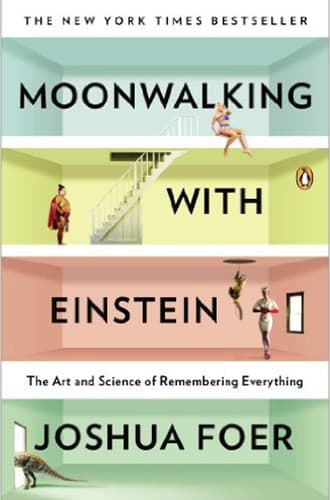 THE NEW YORK TIMES BESTSELLER
MOONWALKING
WITH
EINSTEIN
The Art and Science of Remembering Everything
JOSHUA FOER